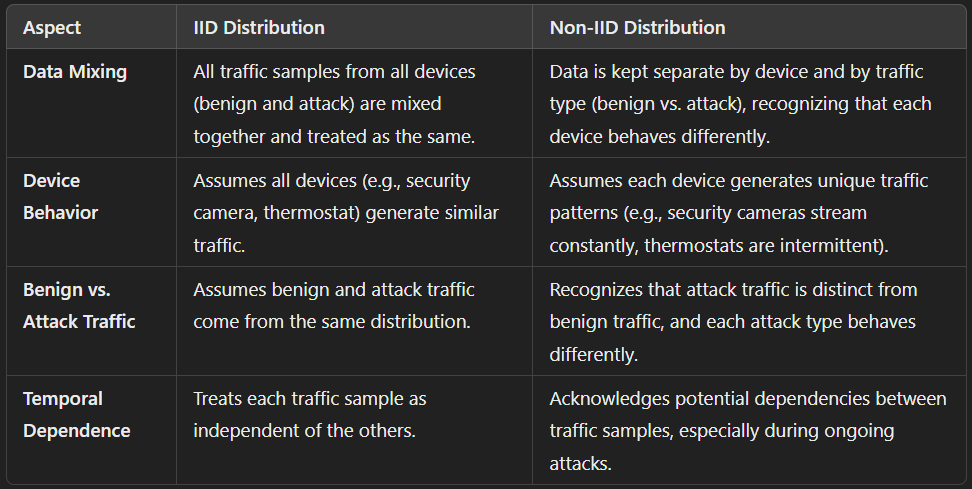 Aspect
IID Distribution
Non-IID Distribution
Data Mixing
All traffic samples from all devices
(benign and attack) are mixed
together and treated as the same.
Data is kept separate by device and by traffic
type (benign vs. attack), recognizing that each
device behaves differently.
Device
Behavior
Assumes all devices (e.g., security
camera, thermostat) generate similar
traffic.
Assumes each device generates unique traffic
patterns (e.g., security cameras stream
constantly, thermostats are intermittent).
Benign vs.
Attack Traffic
Assumes benign and attack traffic
come from the same distribution.
Recognizes that attack traffic is distinct from
benign traffic, and each attack type behaves
differently.
Temporal
Dependence
Treats each traffic sample as
independent of the others.
Acknowledges potential dependencies between
traffic samples, especially during ongoing
attacks.